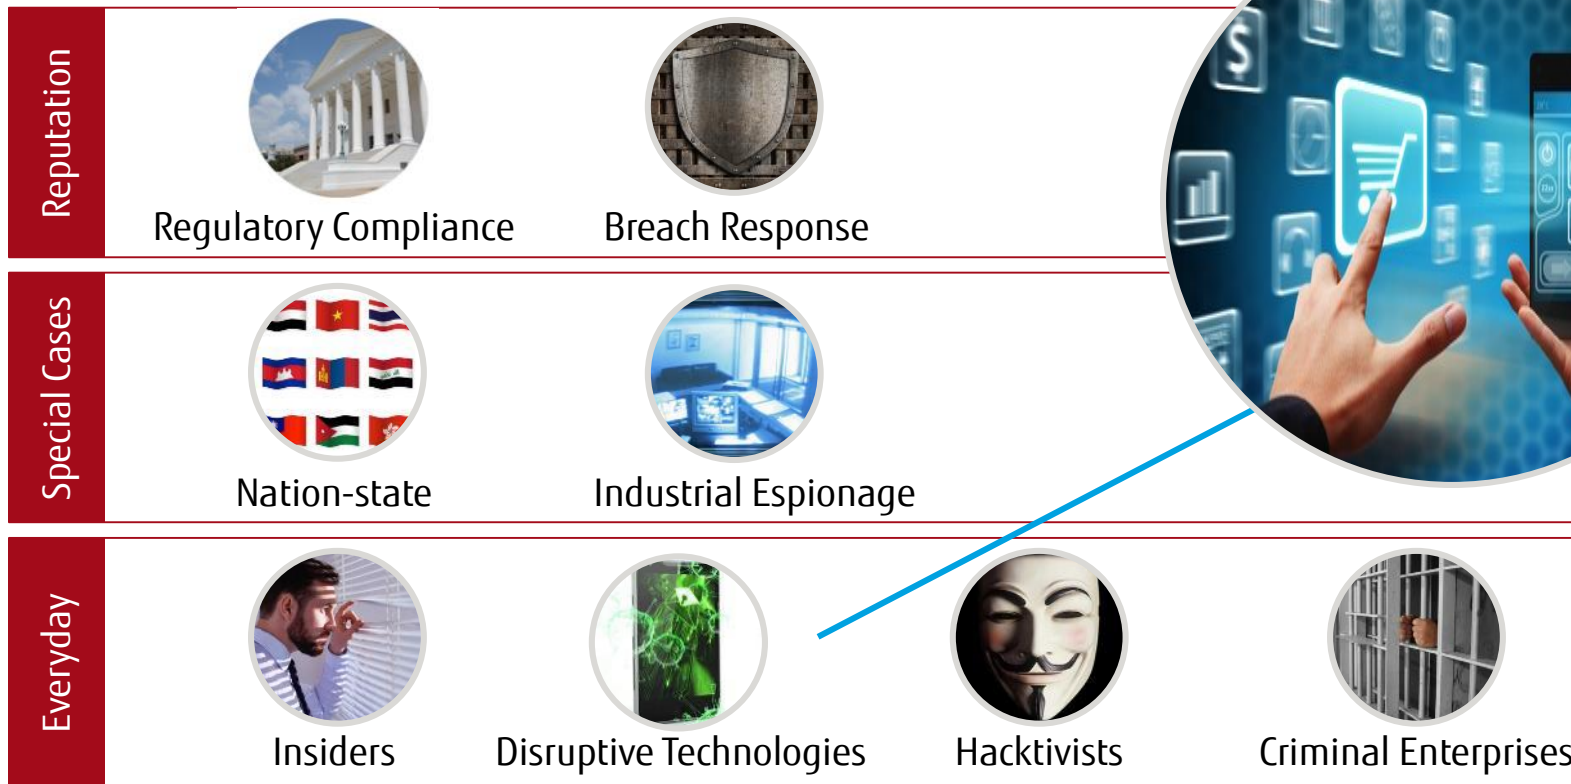 Reputation
Regulatory Compliance
Breach Response
$
Special Cases
Nation-state
Industrial Espionage
Everyday
Insiders
Disruptive Technologies
Hacktivists
Criminal Enterprises